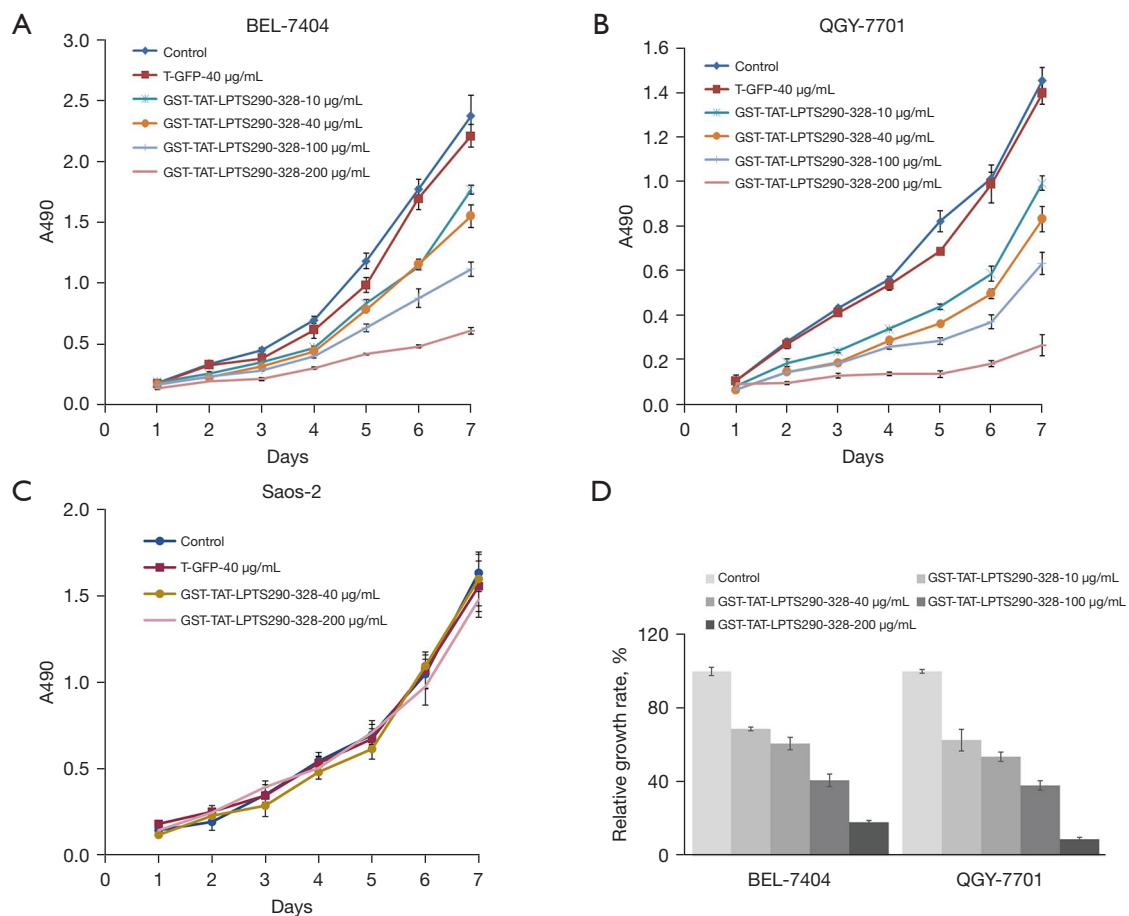 A
BEL-7404
3.0
2.5
2.0
1.5
1.0
0.5
0.0
A490
Control
T-GFP-40 μg/mL
GST-TAT-LPTS290-328-10 μg/mL
GST-TAT-LPTS290-328-40 μg/mL
GST-TAT-LPTS290-328-100 μg/mL
GST-TAT-LPTS290-328-200 μg/mL
0 1 2 3 4 5 6 7
Days
B
QGY-7701
1.6
1.4
1.2
1.0
0.8
0.6
0.4
0.2
0.0
A490
Control
T-GFP-40 μg/mL
GST-TAT-LPTS290-328-10 μg/mL
GST-TAT-LPTS290-328-40 μg/mL
GST-TAT-LPTS290-328-100 μg/mL
GST-TAT-LPTS290-328-200 μg/mL
0 1 2 3 4 5 6 7
Days
C
Saos-2
2.0
1.5
1.0
0.5
0.0
A490
Control
T-GFP-40 μg/mL
GST-TAT-LPTS290-328-40 μg/mL
GST-TAT-LPTS290-328-200 μg/mL
0 1 2 3 4 5 6 7
Days
D
Control GST-TAT-LPTS290-328-10 μg/mL
GST-TAT-LPTS290-328-40 μg/mL GST-TAT-LPTS290-328-100 μg/mL
GST-TAT-LPTS290-328-200 μg/mL
120
80
40
0
Relative growth rate, %
BEL-7404 QGY-7701